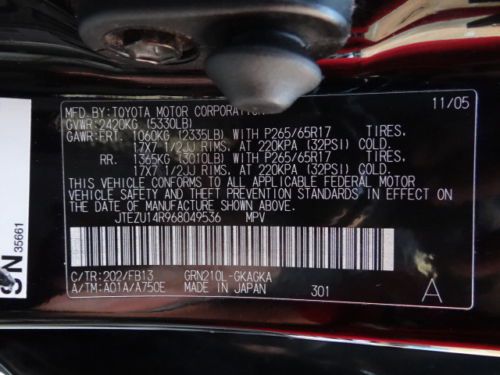 MFD.BY:TOYOTA MOTOR CORPORATION 11/05
GVWR:2420KG (5330LB)
GAWR:FRT. 1060KG (2335LB) WITH P265/65R17 TIRES.
17X7 1/2JJ RIMS. AT 220KPA (32PSI) COLD.
RR. 1365KG (3010LB) WITH P265/65R17 TIRES.
17X7 1/2JJ RIMS. AT 220KPA (32PSI) COLD.
THIS VEHICLE CONFORMS TO ALL APPLICABLE FEDERAL MOTOR
VEHICLE SAFETY AND THEFT PREVENTION STANDARDS IN EFFECT
ON THE DATE OF MANUFACTURE SHOWN ABOVE.
JTEZU14R968049536 MPV
C/TR:202/FB13 GRN210L-GKAGKA
A/TM:A01A/A750E MADE IN JAPAN 301 A
S/N
35661